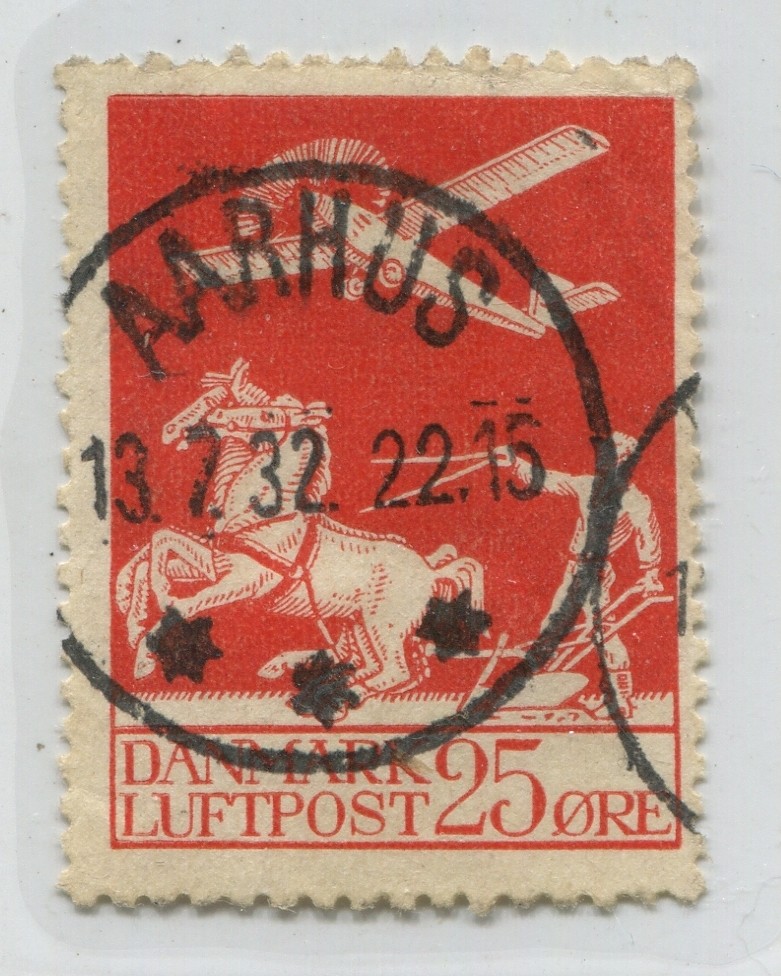 AARHUS
13.7.32. 22.15
DANMARK
LUFTPOST 25 ØRE